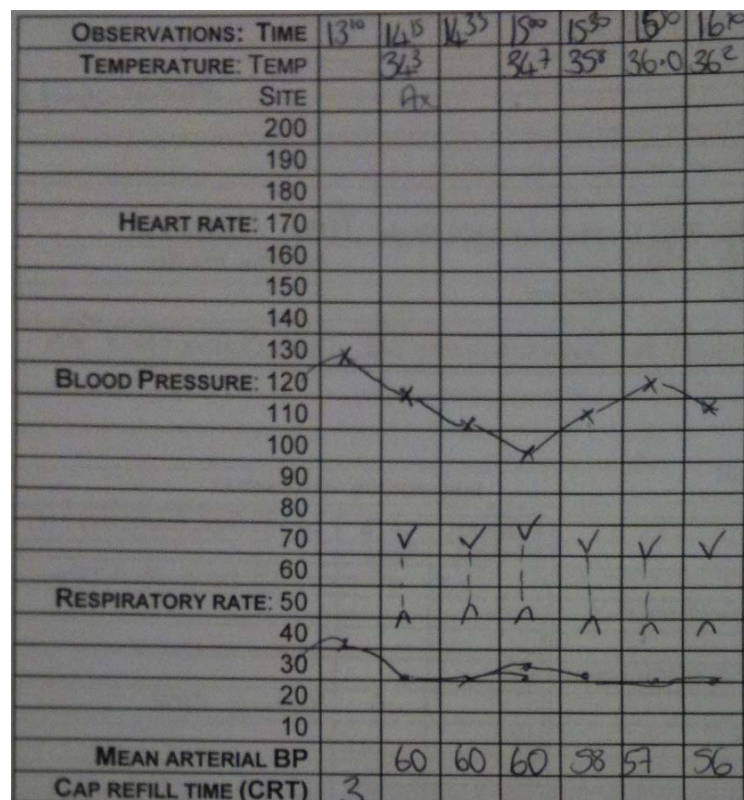 OBSERVATIONS: TIME 13¹⁰ 14¹⁵ 14³⁵ 15⁰⁰ 15³⁰
TEMPERATURE: TEMP 34³ 34⁷ 35⁸ 36.0 36²
SITE Ax
200
190
180
HEART RATE: 170
160
150
140
130
BLOOD PRESSURE: 120
110
100
90
80
70
60
RESPIRATORY RATE: 50
40
30
20
10
MEAN ARTERIAL BP 60 60 60 58 57 56
CAP REFILL TIME (CRT) 3